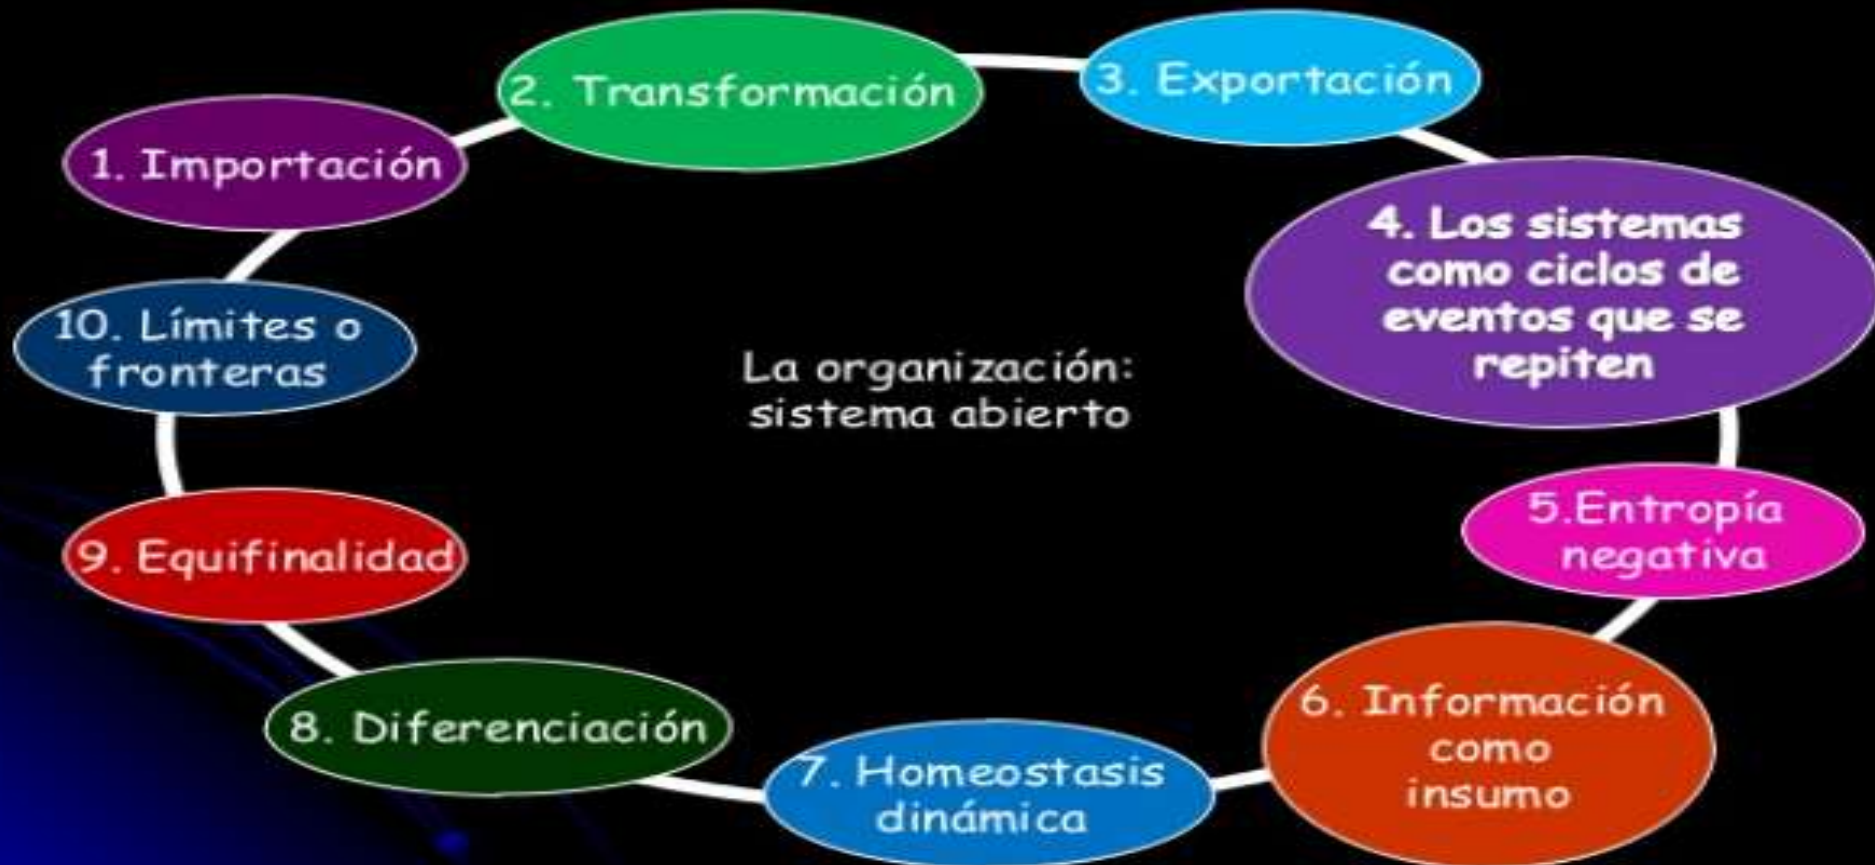 1. Importación
2. Transformación
3. Exportación
4. Los sistemas
como ciclos de
eventos que se
repiten
5.Entropía
negativa
6. Información
como
insumo
7. Homeostasis
dinámica
8. Diferenciación
9. Equifinalidad
10. Límites o
fronteras
La organización:
sistema abierto